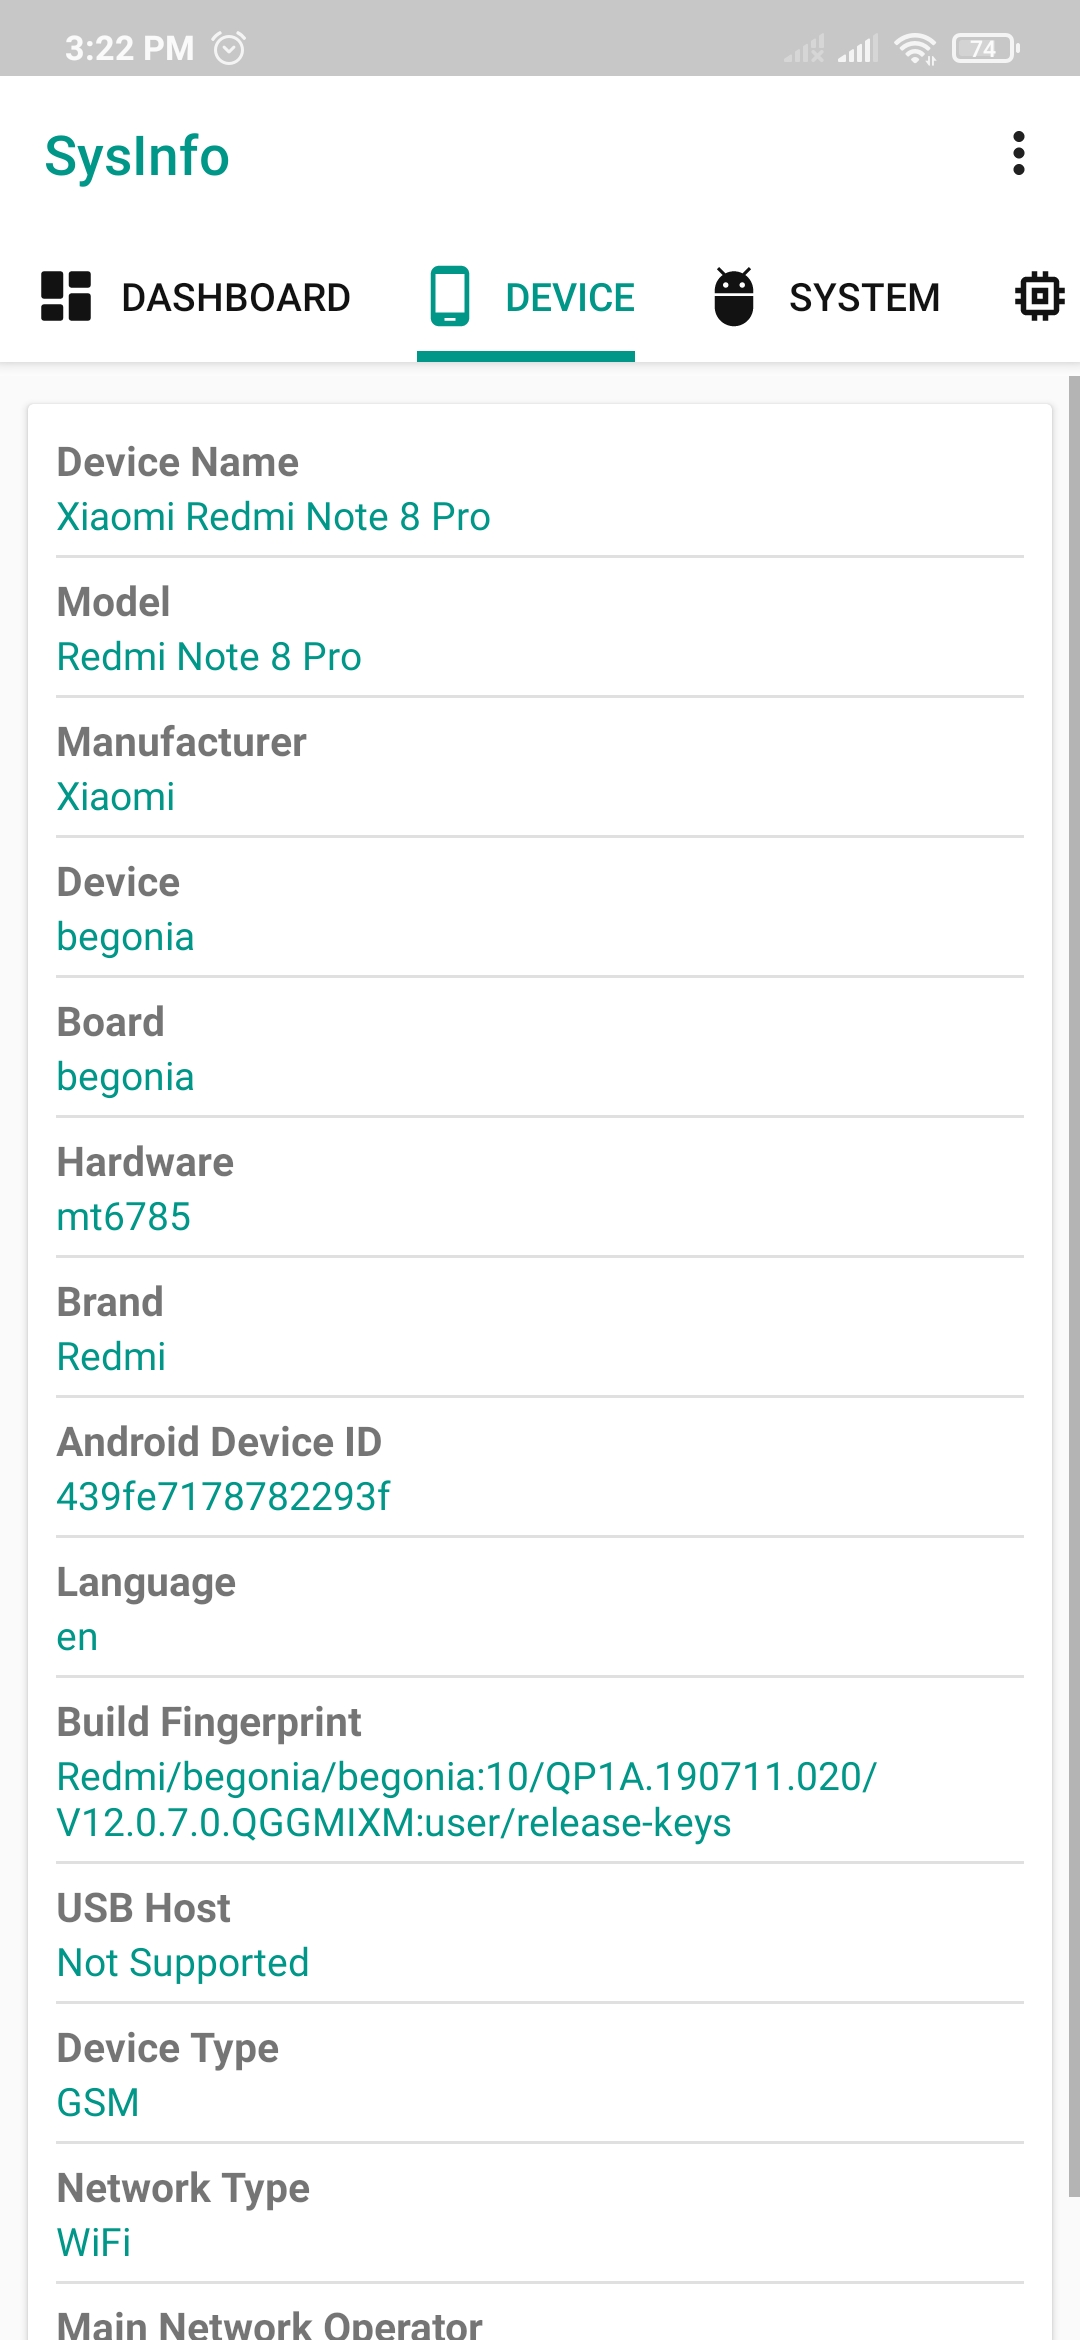 3:22 PM
74
SysInfo
DASHBOARD
DEVICE
SYSTEM
Device Name
Xiaomi Redmi Note 8 Pro
Model
Redmi Note 8 Pro
Manufacturer
Xiaomi
Device
begonia
Board
begonia
Hardware
mt6785
Brand
Redmi
Android Device ID
439fe7178782293f
Language
en
Build Fingerprint
Redmi/begonia/begonia:10/QP1A.190711.020/
V12.0.7.0.QGGMIXM:user/release-keys
USB Host
Not Supported
Device Type
GSM
Network Type
WiFi
Main Network Operator